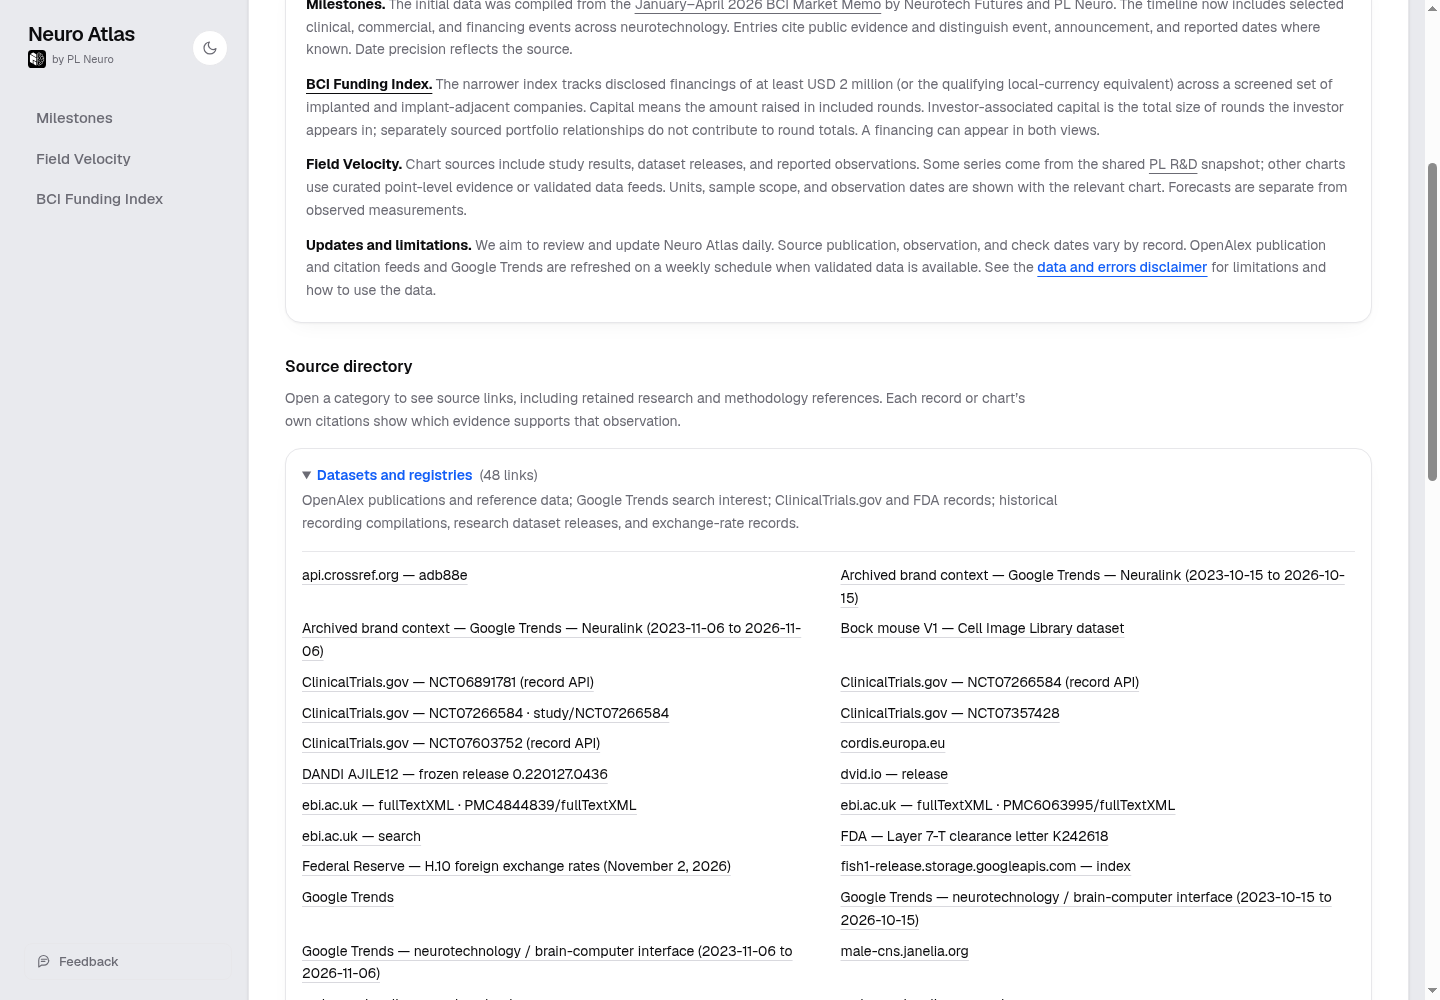 Neuro Atlas
by PL Neuro
Milestones
Field Velocity
BCI Funding Index
Feedback
Milestones. The initial data was compiled from the January–April 2026 BCI Market Memo by Neurotech Futures and PL Neuro. The timeline now includes selected
clinical, commercial, and financing events across neurotechnology. Entries cite public evidence and distinguish event, announcement, and reported dates where
known. Date precision reflects the source.
BCI Funding Index. The narrower index tracks disclosed financings of at least USD 2 million (or the qualifying local-currency equivalent) across a screened set of
implanted and implant-adjacent companies. Capital means the amount raised in included rounds. Investor-associated capital is the total size of rounds the investor
appears in; separately sourced portfolio relationships do not contribute to round totals. A financing can appear in both views.
Field Velocity. Chart sources include study results, dataset releases, and reported observations. Some series come from the shared PL R&D snapshot; other charts
use curated point-level evidence or validated data feeds. Units, sample scope, and observation dates are shown with the relevant chart. Forecasts are separate from
observed measurements.
Updates and limitations. We aim to review and update Neuro Atlas daily. Source publication, observation, and check dates vary by record. OpenAlex publication
and citation feeds and Google Trends are refreshed on a weekly schedule when validated data is available. See the data and errors disclaimer for limitations and
how to use the data.
Source directory
Open a category to see source links, including retained research and methodology references. Each record or chart's
own citations show which evidence supports that observation.
Datasets and registries (48 links)
OpenAlex publications and reference data; Google Trends search interest; ClinicalTrials.gov and FDA records; historical
recording compilations, research dataset releases, and exchange-rate records.
api.crossref.org — adb88e
Archived brand context — Google Trends — Neuralink (2023-10-15 to 2026-10-
15)
Archived brand context — Google Trends — Neuralink (2023-11-06 to 2026-11-
06)
Bock mouse V1 — Cell Image Library dataset
ClinicalTrials.gov — NCT06891781 (record API)
ClinicalTrials.gov — NCT07266584 (record API)
ClinicalTrials.gov — NCT07266584 · study/NCT07266584
ClinicalTrials.gov — NCT07357428
ClinicalTrials.gov — NCT07603752 (record API)
cordis.europa.eu
DANDI AJILE12 — frozen release 0.220127.0436
dvid.io — release
ebi.ac.uk — fullTextXML · PMC4844839/fullTextXML
ebi.ac.uk — fullTextXML · PMC6063995/fullTextXML
ebi.ac.uk — search
FDA — Layer 7-T clearance letter K242618
Federal Reserve — H.10 foreign exchange rates (November 2, 2026)
fish1-release.storage.googleapis.com — index
Google Trends
Google Trends — neurotechnology / brain-computer interface (2023-10-15 to
2026-10-15)
Google Trends — neurotechnology / brain-computer interface (2023-11-06 to
2026-11-06)
male-cns.janelia.org